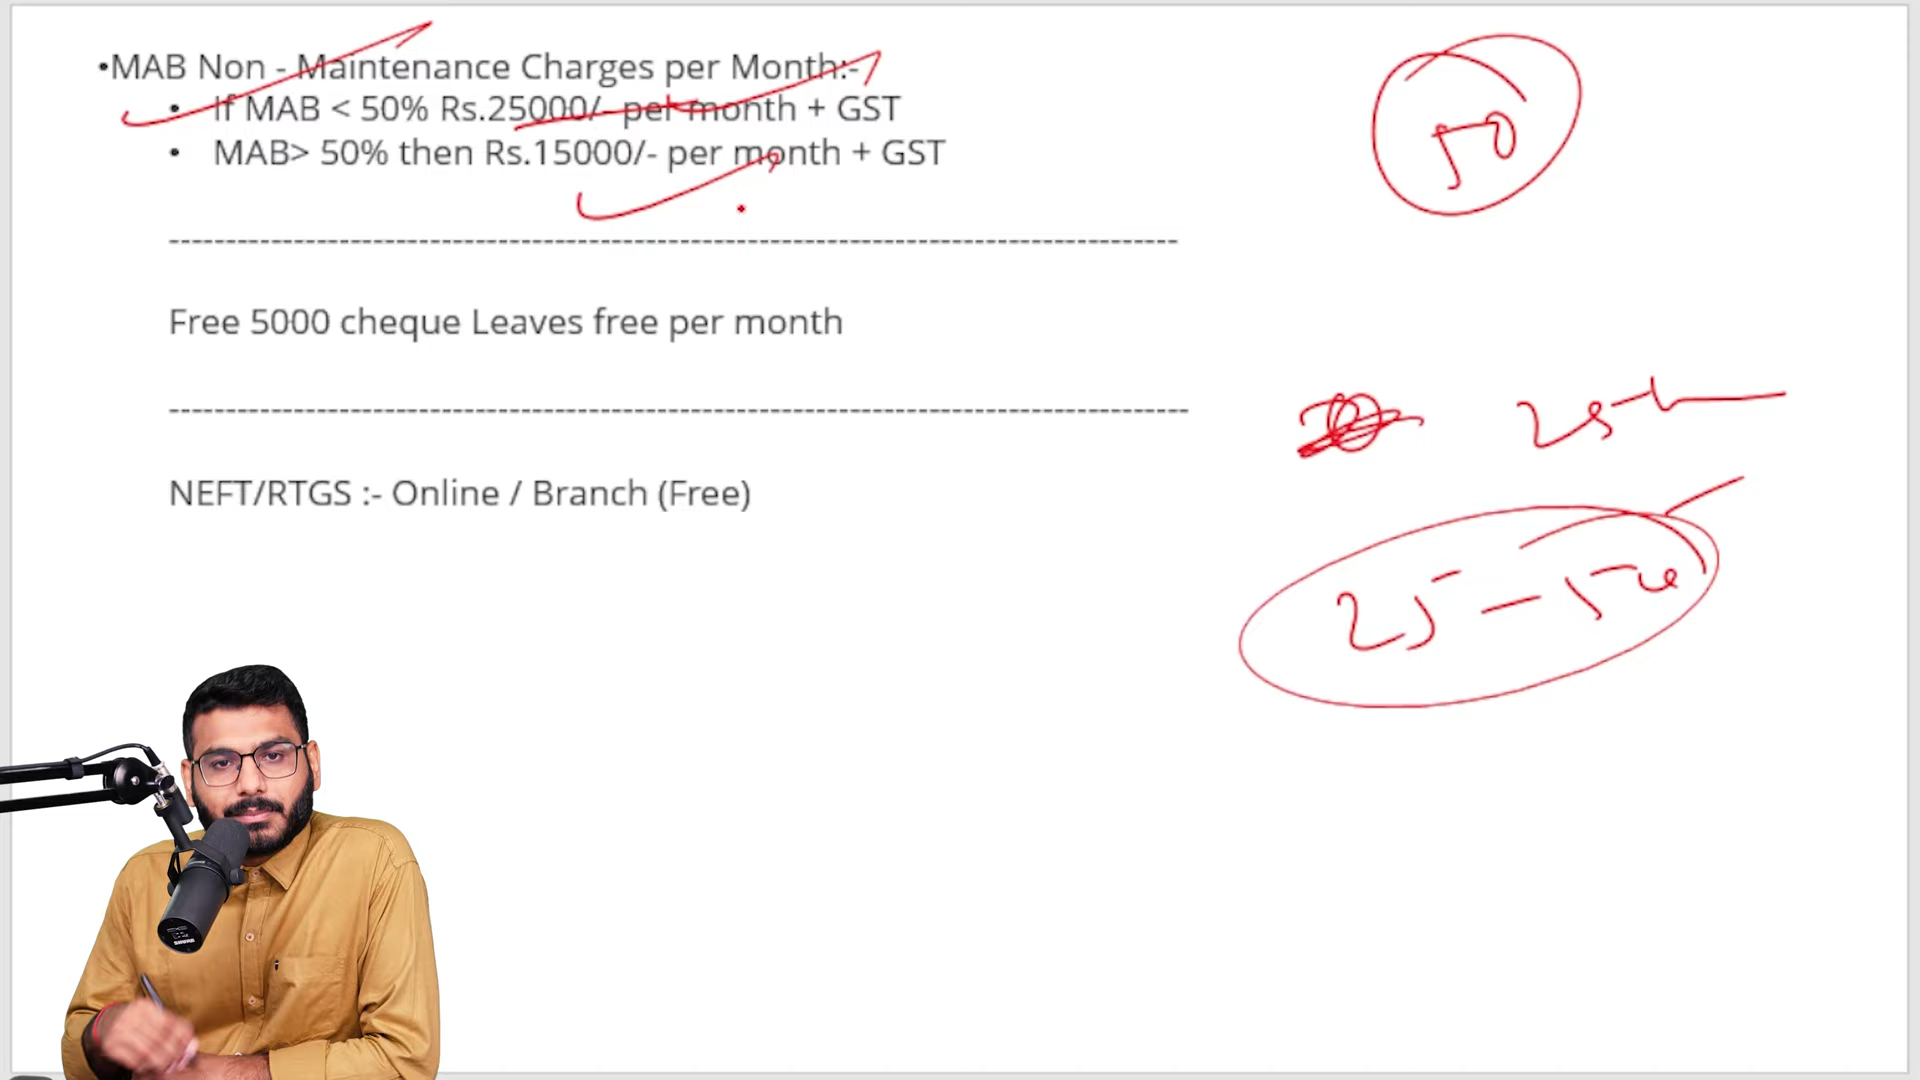 •MAB Non - Maintenance Charges per Month:-
• If MAB < 50% Rs.25000/- per month + GST
• MAB> 50% then Rs.15000/- per month + GST
50
--------------------------------------------------------------------------------------------
Free 5000 cheque Leaves free per month
---------------------------------------------------------------------------------------------
NEFT/RTGS :- Online / Branch (Free)
25 -